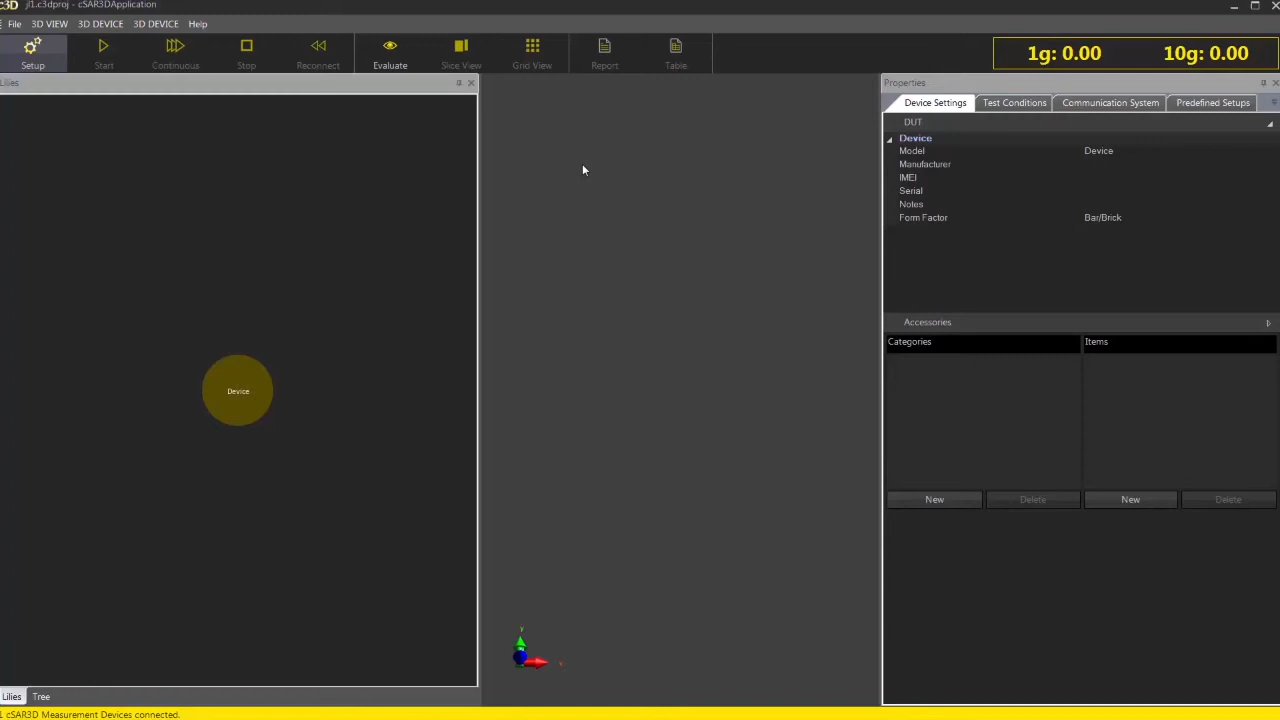 c3D jl1.c3dproj - cSAR3DApplication
File 3D VIEW 3D DEVICE 3D DEVICE Help
Setup Start Continuous Stop Reconnect Evaluate Slice View Grid View Report Table
1g: 0.00 10g: 0.00
Lilies
Properties
Device Settings Test Conditions Communication System Predefined Setups
DUT
Device
Model Device
Manufacturer
IMEI
Serial
Notes
Form Factor Bar/Brick
Accessories
Categories Items
Device
New Delete New Delete
y
x
Lilies Tree
1 cSAR3D Measurement Devices connected.